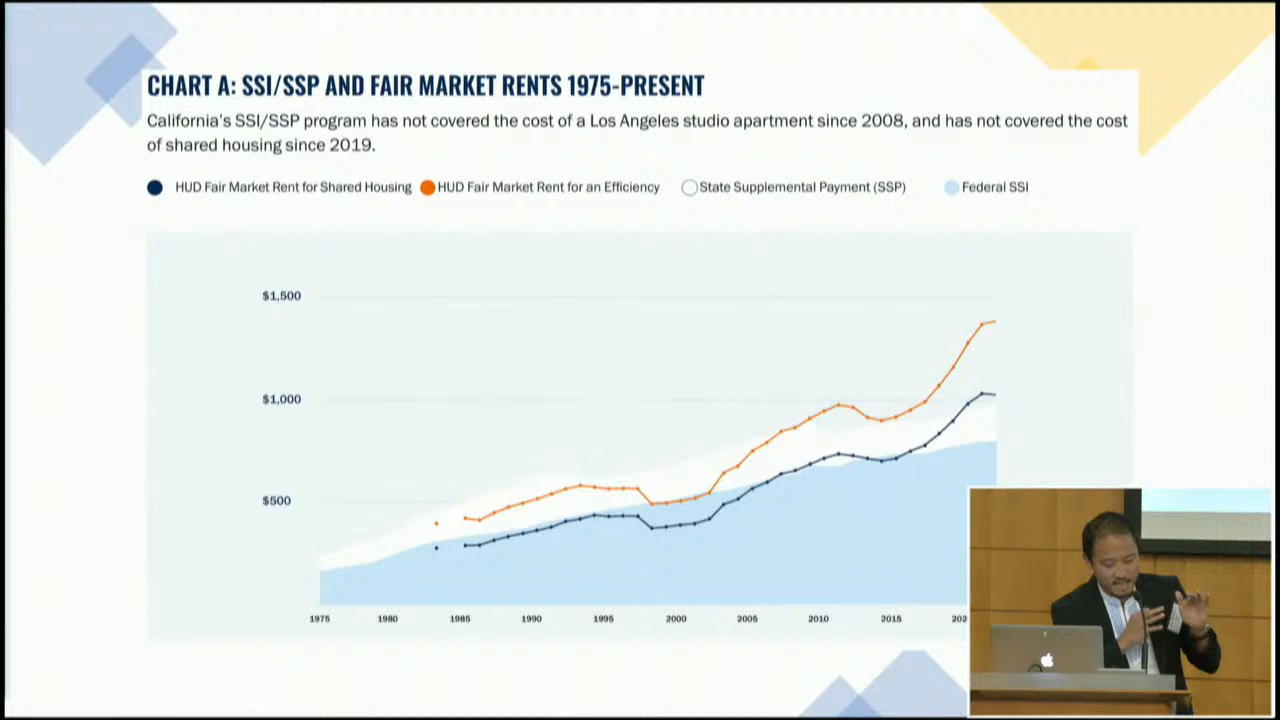 CHART A: SSI/SSP AND FAIR MARKET RENTS 1975-PRESENT
California's SSI/SSP program has not covered the cost of a Los Angeles studio apartment since 2008, and has not covered the cost
of shared housing since 2019.
HUD Fair Market Rent for Shared Housing HUD Fair Market Rent for an Efficiency State Supplemental Payment (SSP) Federal SSI
$1,500
$1,000
$500
1975 1980 1985 1990 1995 2000 2005 2010 2015